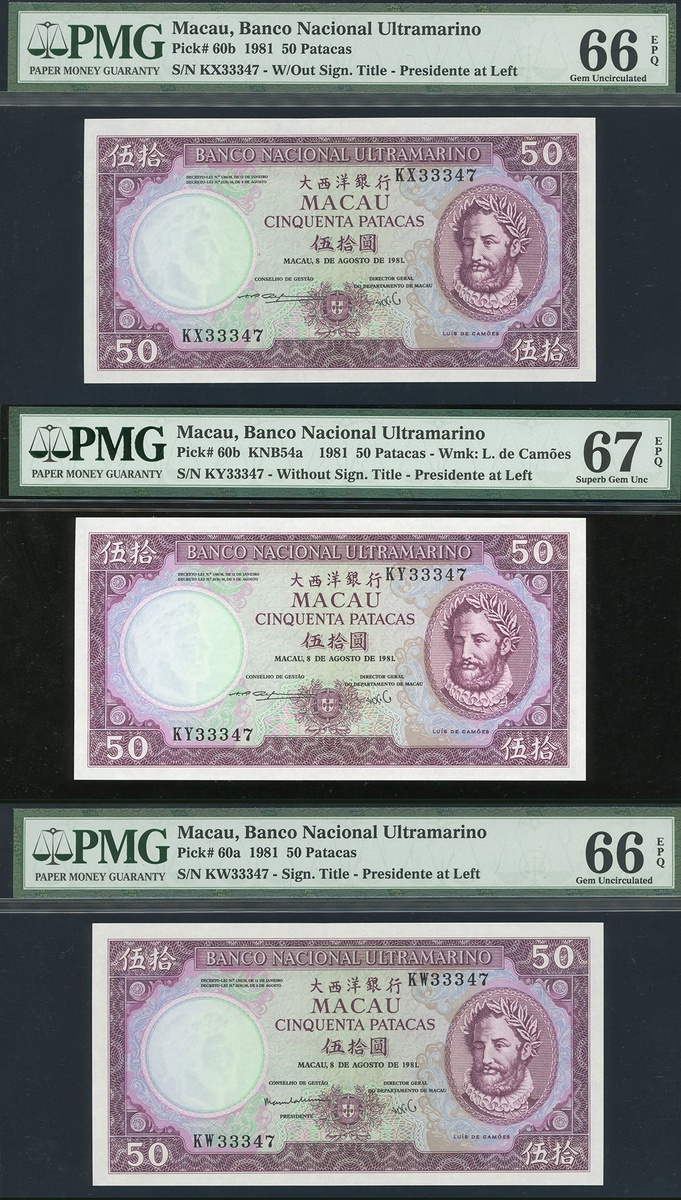 PMG
PAPER MONEY GUARANTY
Macau, Banco Nacional Ultramarino
Pick# 60b 1981 50 Patacas
S/N KX33347 - W/Out Sign. Title - Presidente at Left
66 EPQ
Gem Uncirculated
伍拾 BANCO NACIONAL ULTRAMARINO 50
大西洋銀行 KX33347
MACAU
CINQUENTA PATACAS
伍拾圓
MACAU, 8 DE AGOSTO DE 1981.
CONSELHO DE GESTÃO
DIRECTOR GERAL
DO DEPARTAMENTO DE MACAU
KX33347
LUÍS DE CAMÕES
50 伍拾
PMG
PAPER MONEY GUARANTY
Macau, Banco Nacional Ultramarino
Pick# 60b KNB54a 1981 50 Patacas - Wmk: L. de Camões
S/N KY33347 - Without Sign. Title - Presidente at Left
67 EPQ
Superb Gem Unc
伍拾 BANCO NACIONAL ULTRAMARINO 50
大西洋銀行 KY33347
MACAU
CINQUENTA PATACAS
伍拾圓
MACAU, 8 DE AGOSTO DE 1981.
CONSELHO DE GESTÃO
DIRECTOR GERAL
DO DEPARTAMENTO DE MACAU
KY33347
LUÍS DE CAMÕES
50 伍拾
PMG
PAPER MONEY GUARANTY
Macau, Banco Nacional Ultramarino
Pick# 60a 1981 50 Patacas
S/N KW33347 - Sign. Title - Presidente at Left
66 EPQ
Gem Uncirculated
伍拾 BANCO NACIONAL ULTRAMARINO 50
大西洋銀行 KW33347
MACAU
CINQUENTA PATACAS
伍拾圓
MACAU, 8 DE AGOSTO DE 1981.
CONSELHO DE GESTÃO
DIRECTOR GERAL
DO DEPARTAMENTO DE MACAU
PRESIDENTE
KW33347
LUÍS DE CAMÕES
50 伍拾